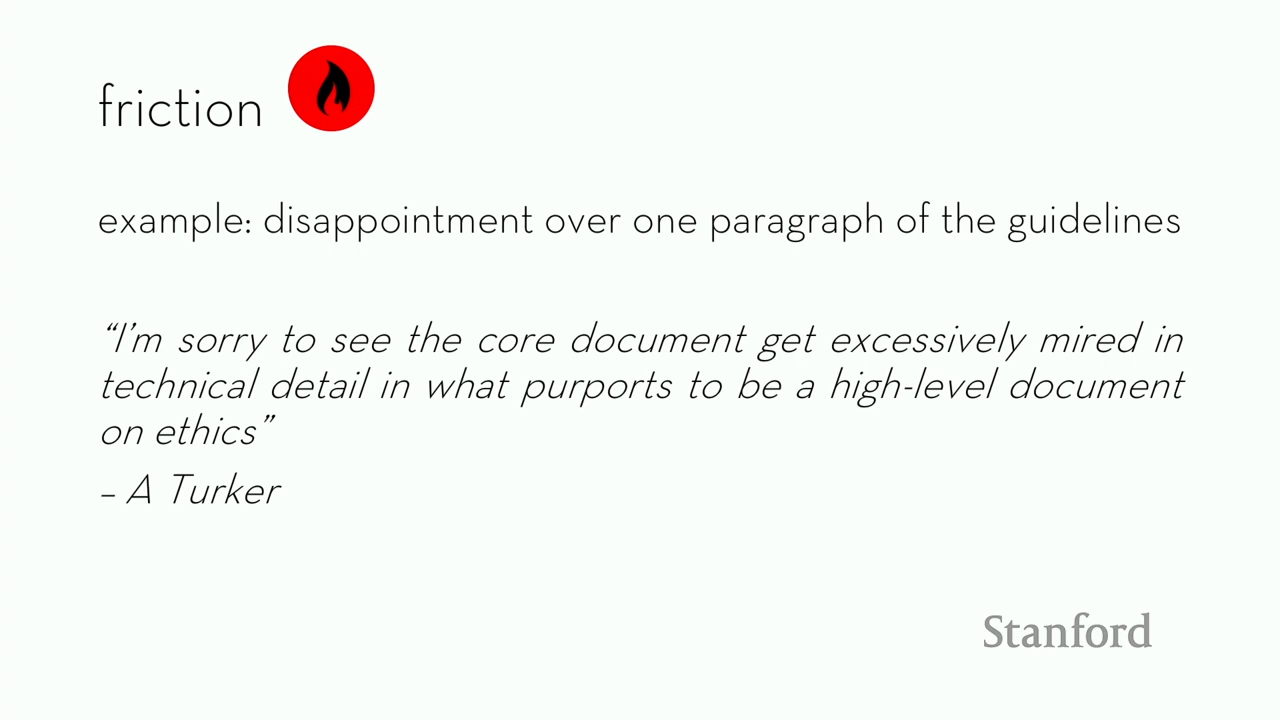 friction
example: disappointment over one paragraph of the guidelines
“I’m sorry to see the core document get excessively mired in
technical detail in what purports to be a high-level document
on ethics”
– A Turker
Stanford